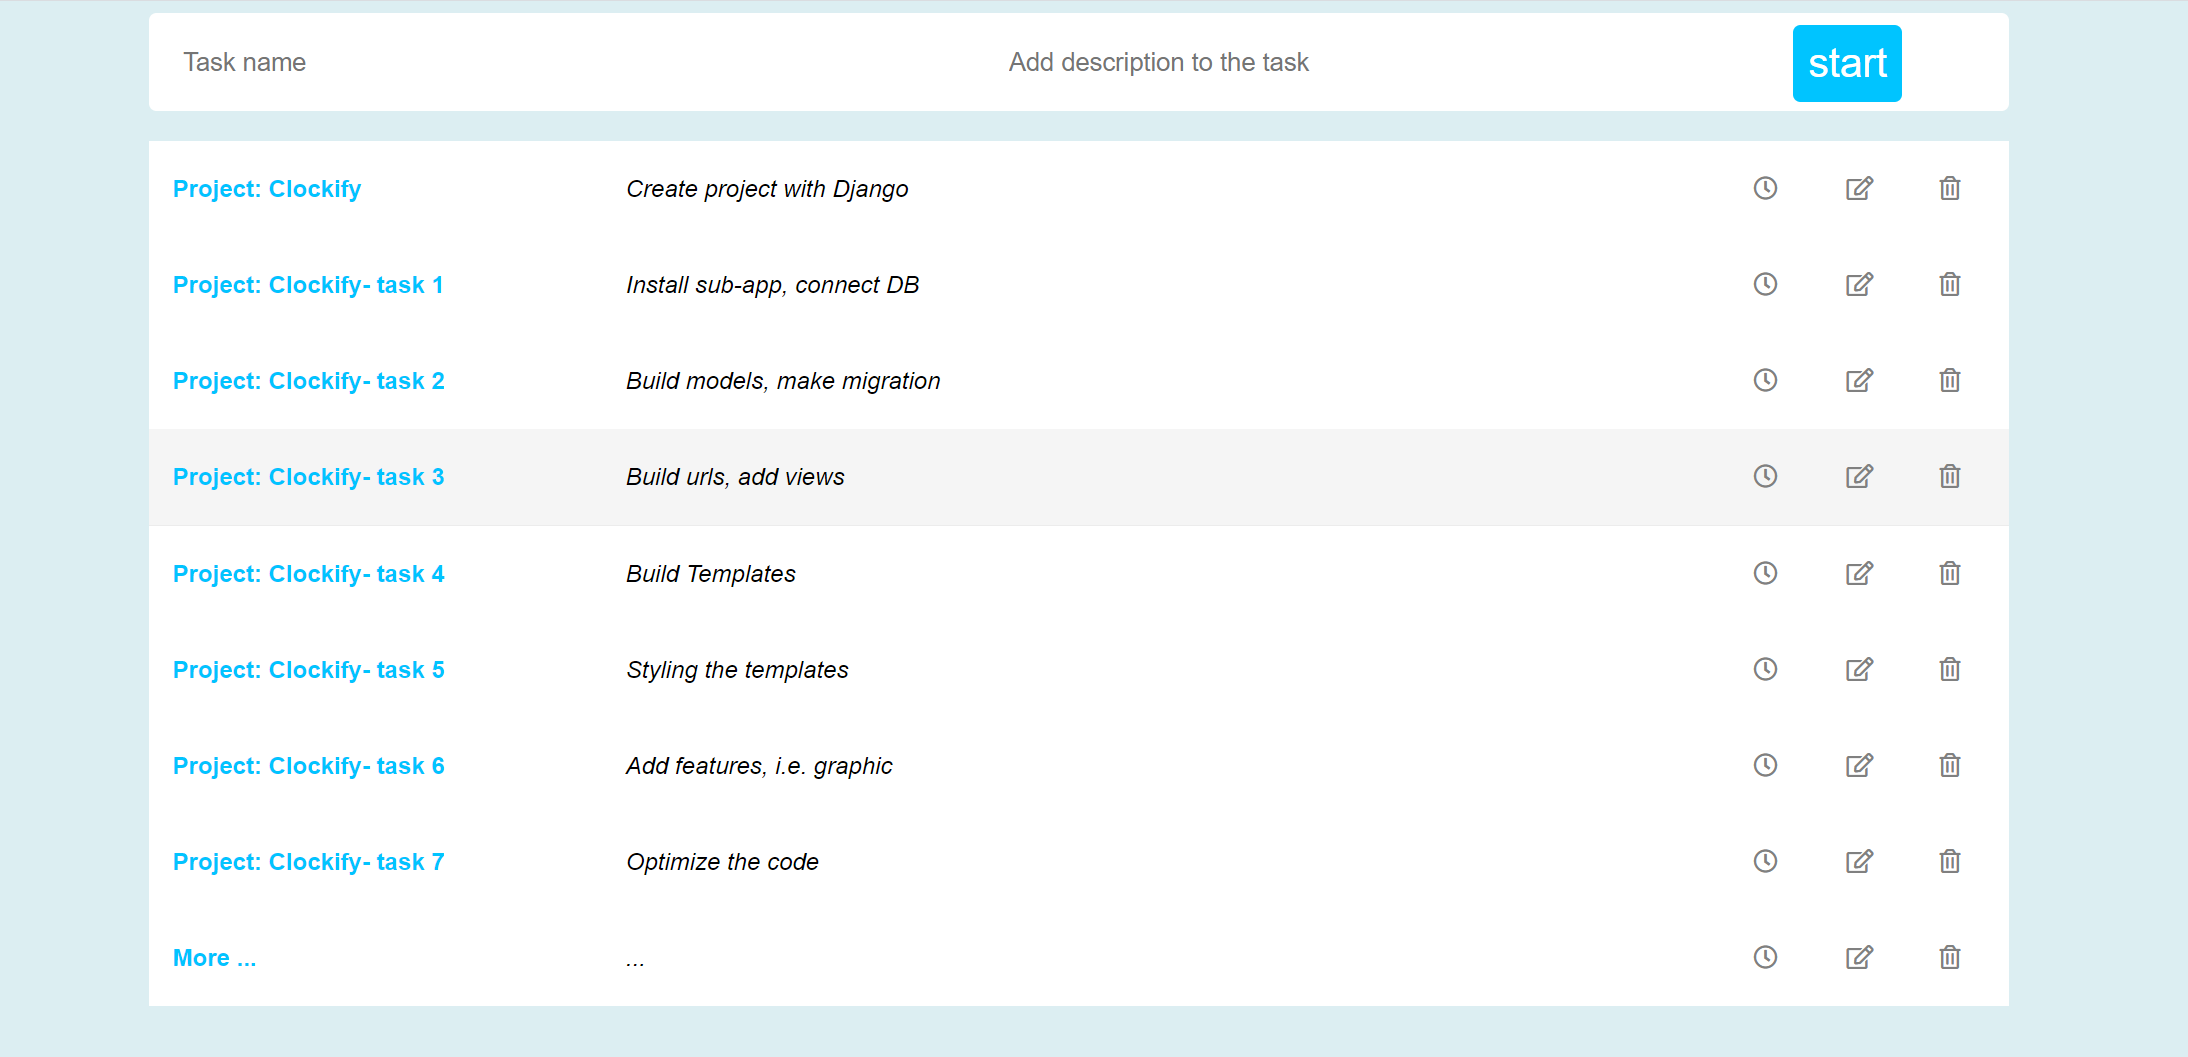 Task name Add description to the task start
Project: Clockify Create project with Django
Project: Clockify- task 1 Install sub-app, connect DB
Project: Clockify- task 2 Build models, make migration
Project: Clockify- task 3 Build urls, add views
Project: Clockify- task 4 Build Templates
Project: Clockify- task 5 Styling the templates
Project: Clockify- task 6 Add features, i.e. graphic
Project: Clockify- task 7 Optimize the code
More ... ...